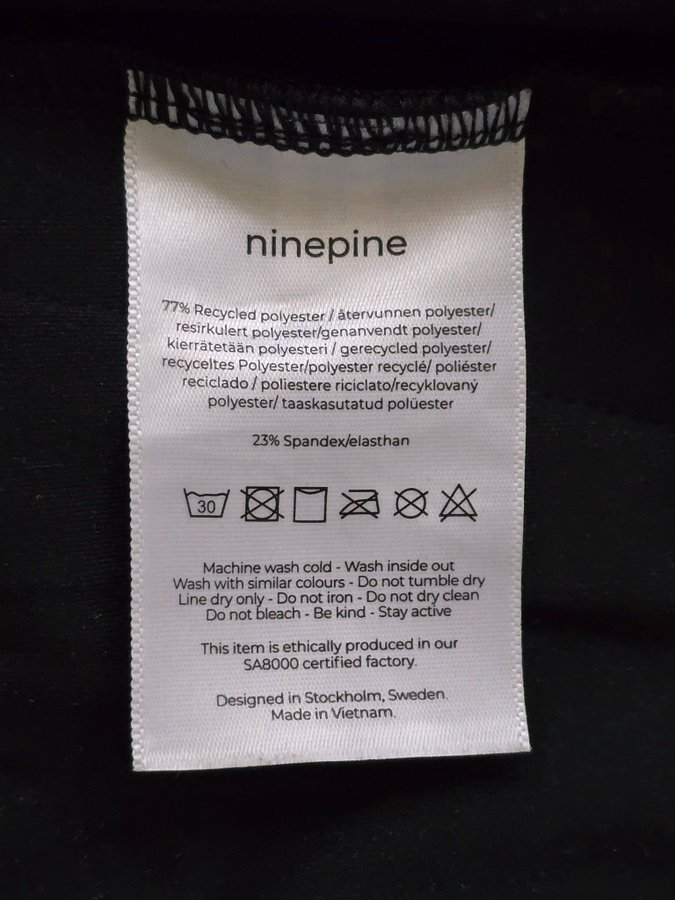 ninepine
77% Recycled polyester / återvunnen polyester/
resirkulert polyester/genanvendt polyester/
kierrätetään polyesteri / gerecycled polyester/
recyceltes Polyester/polyester recyclé/ poliéster
reciclado / poliestere riciclato/recyklovaný
polyester/ taaskasutatud polüester
23% Spandex/elasthan
30
Machine wash cold - Wash inside out
Wash with similar colours - Do not tumble dry
Line dry only - Do not iron - Do not dry clean
Do not bleach - Be kind - Stay active
This item is ethically produced in our
SA8000 certified factory.
Designed in Stockholm, Sweden.
Made in Vietnam.